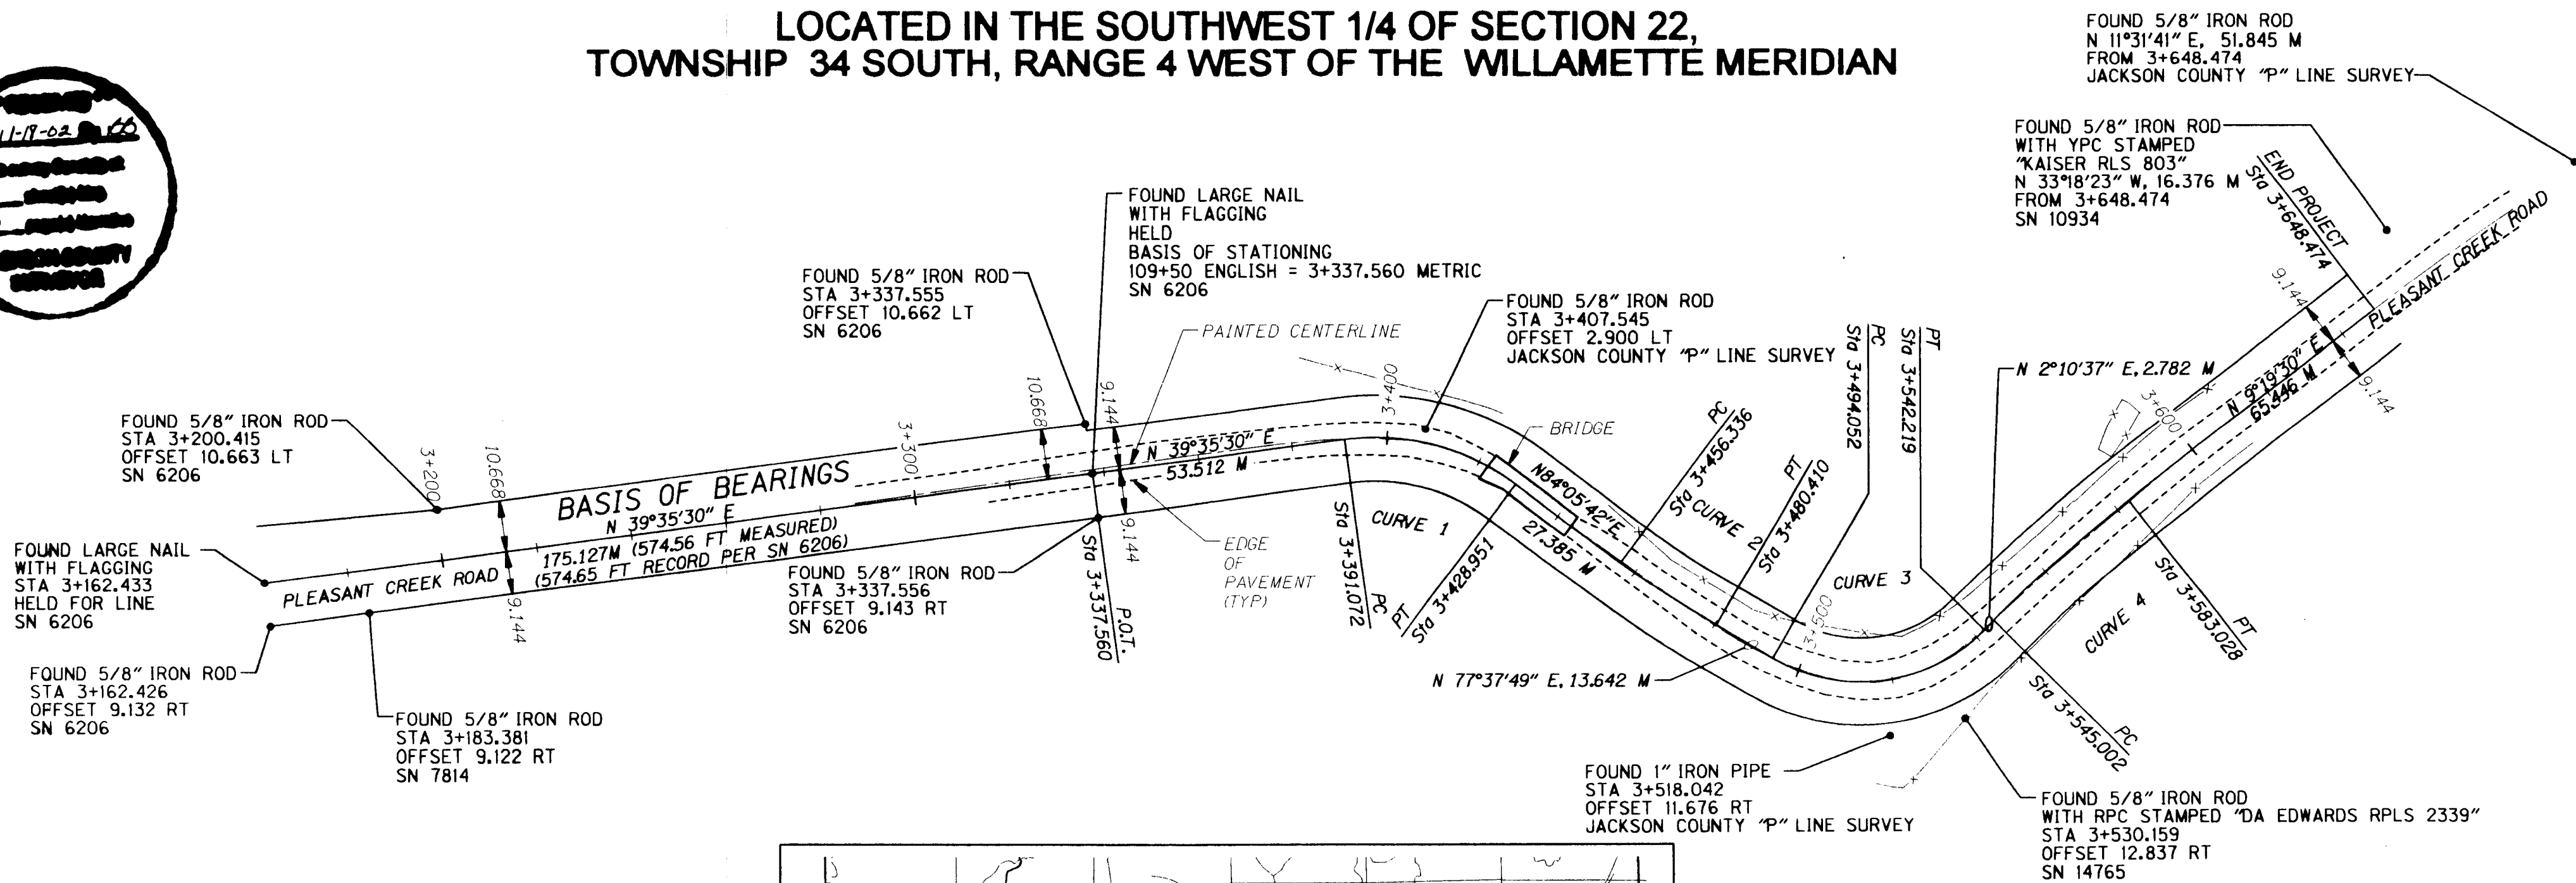 LOCATED IN THE SOUTHWEST 1/4 OF SECTION 22,
TOWNSHIP 34 SOUTH, RANGE 4 WEST OF THE WILLAMETTE MERIDIAN
FOUND 5/8" IRON ROD
N 11°31'41" E, 51.845 M
FROM 3+648.474
JACKSON COUNTY "P" LINE SURVEY
FOUND 5/8" IRON ROD
WITH YPC STAMPED
"KAISER RLS 803"
N 33°18'23" W, 16.376 M
FROM 3+648.474
SN 10934
END PROJECT
Sta 3+648.474
PLEASANT CREEK ROAD
9.144
9.144
N 9°19'30" E
65.446 M
3+600
11-19-02
FOUND LARGE NAIL
WITH FLAGGING
HELD
BASIS OF STATIONING
109+50 ENGLISH = 3+337.560 METRIC
SN 6206
FOUND 5/8" IRON ROD
STA 3+337.555
OFFSET 10.662 LT
SN 6206
PAINTED CENTERLINE
FOUND 5/8" IRON ROD
STA 3+407.545
OFFSET 2.900 LT
JACKSON COUNTY "P" LINE SURVEY
PC
Sta 3+494.052
PT
Sta 3+542.219
N 2°10'37" E, 2.782 M
FOUND 5/8" IRON ROD
STA 3+200.415
OFFSET 10.663 LT
SN 6206
3+200
10.668
BASIS OF BEARINGS
N 39°35'30" E
175.127M (574.56 FT MEASURED)
(574.65 FT RECORD PER SN 6206)
3+300
10.668
9.144
N 39°35'30" E
53.512 M
3+400
BRIDGE
N84°05'42"E
27.385 M
PC
Sta 3+456.336
CURVE 2
PT
Sta 3+480.410
FOUND LARGE NAIL
WITH FLAGGING
STA 3+162.433
HELD FOR LINE
SN 6206
PLEASANT CREEK ROAD
9.144
FOUND 5/8" IRON ROD
STA 3+337.556
OFFSET 9.143 RT
SN 6206
9.144
EDGE
OF
PAVEMENT
(TYP)
P.O.T.
Sta 3+337.560
CURVE 1
PC
Sta 3+391.072
PT
Sta 3+428.951
CURVE 3
3+500
N 77°37'49" E, 13.642 M
CURVE 4
PT
Sta 3+583.028
PC
Sta 3+545.002
FOUND 5/8" IRON ROD
STA 3+162.426
OFFSET 9.132 RT
SN 6206
FOUND 5/8" IRON ROD
STA 3+183.381
OFFSET 9.122 RT
SN 7814
FOUND 1" IRON PIPE
STA 3+518.042
OFFSET 11.676 RT
JACKSON COUNTY "P" LINE SURVEY
FOUND 5/8" IRON ROD
WITH RPC STAMPED "DA EDWARDS RPLS 2339"
STA 3+530.159
OFFSET 12.837 RT
SN 14765